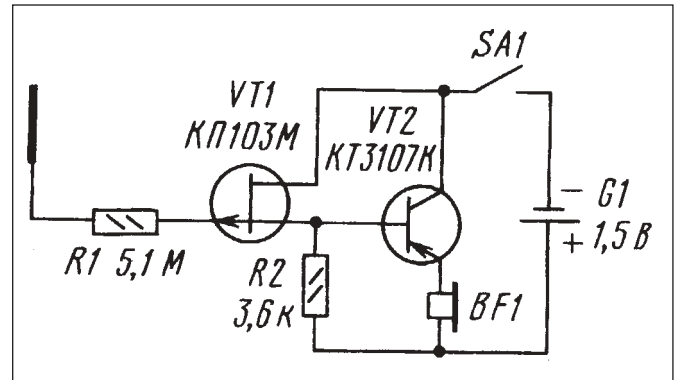 SA1
VT1
КП103М
VT2
КТ3107К
− G1
+ 1,5 В
R1 5,1 М
R2
3,6 к
BF1